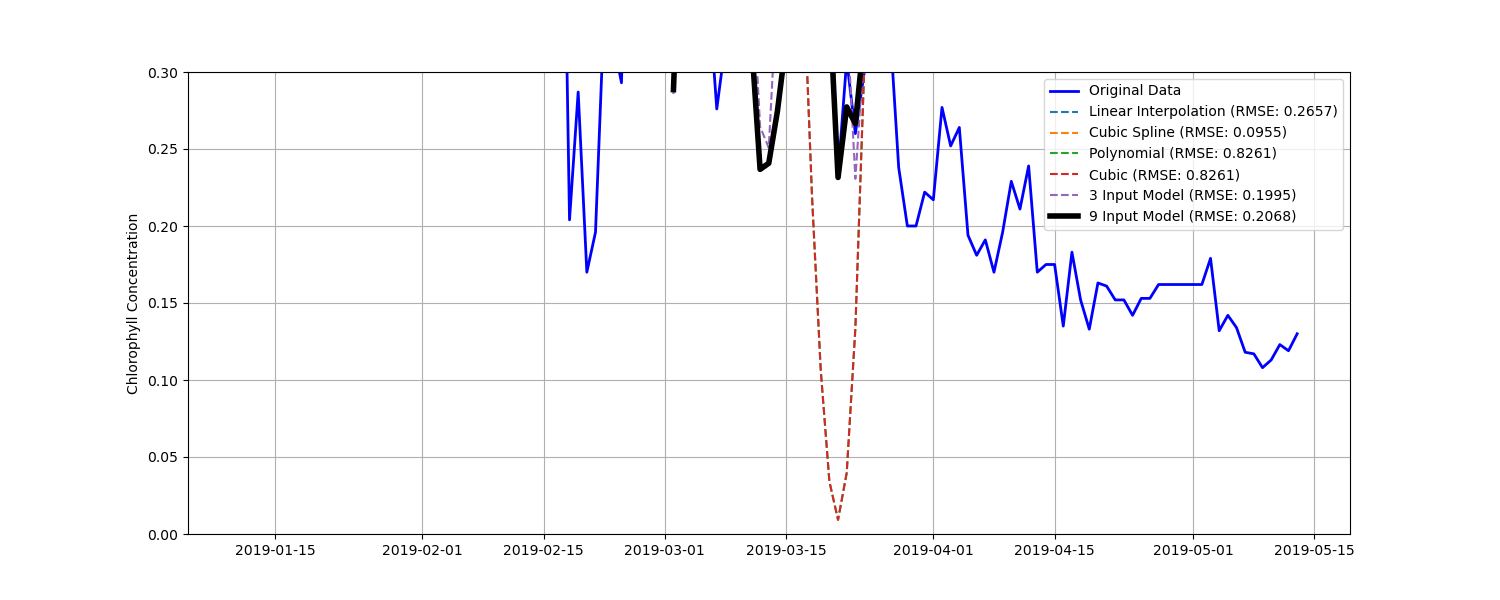 0.30
0.25
0.20
0.15
0.10
0.05
0.00
Chlorophyll Concentration
Original Data
Linear Interpolation (RMSE: 0.2657)
Cubic Spline (RMSE: 0.0955)
Polynomial (RMSE: 0.8261)
Cubic (RMSE: 0.8261)
3 Input Model (RMSE: 0.1995)
9 Input Model (RMSE: 0.2068)
2019-01-15 2019-02-01 2019-02-15 2019-03-01 2019-03-15 2019-04-01 2019-04-15 2019-05-01 2019-05-15